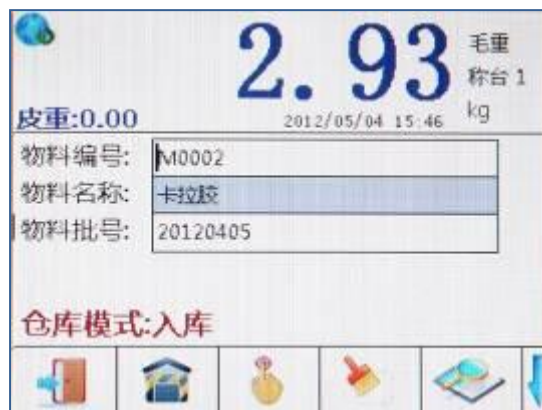 2.93
毛重
称台 1
kg
皮重:0.00
2012/05/04 15:46
物料编号: M0002
物料名称: 卡拉胶
物料批号: 20120405
仓库模式:入库